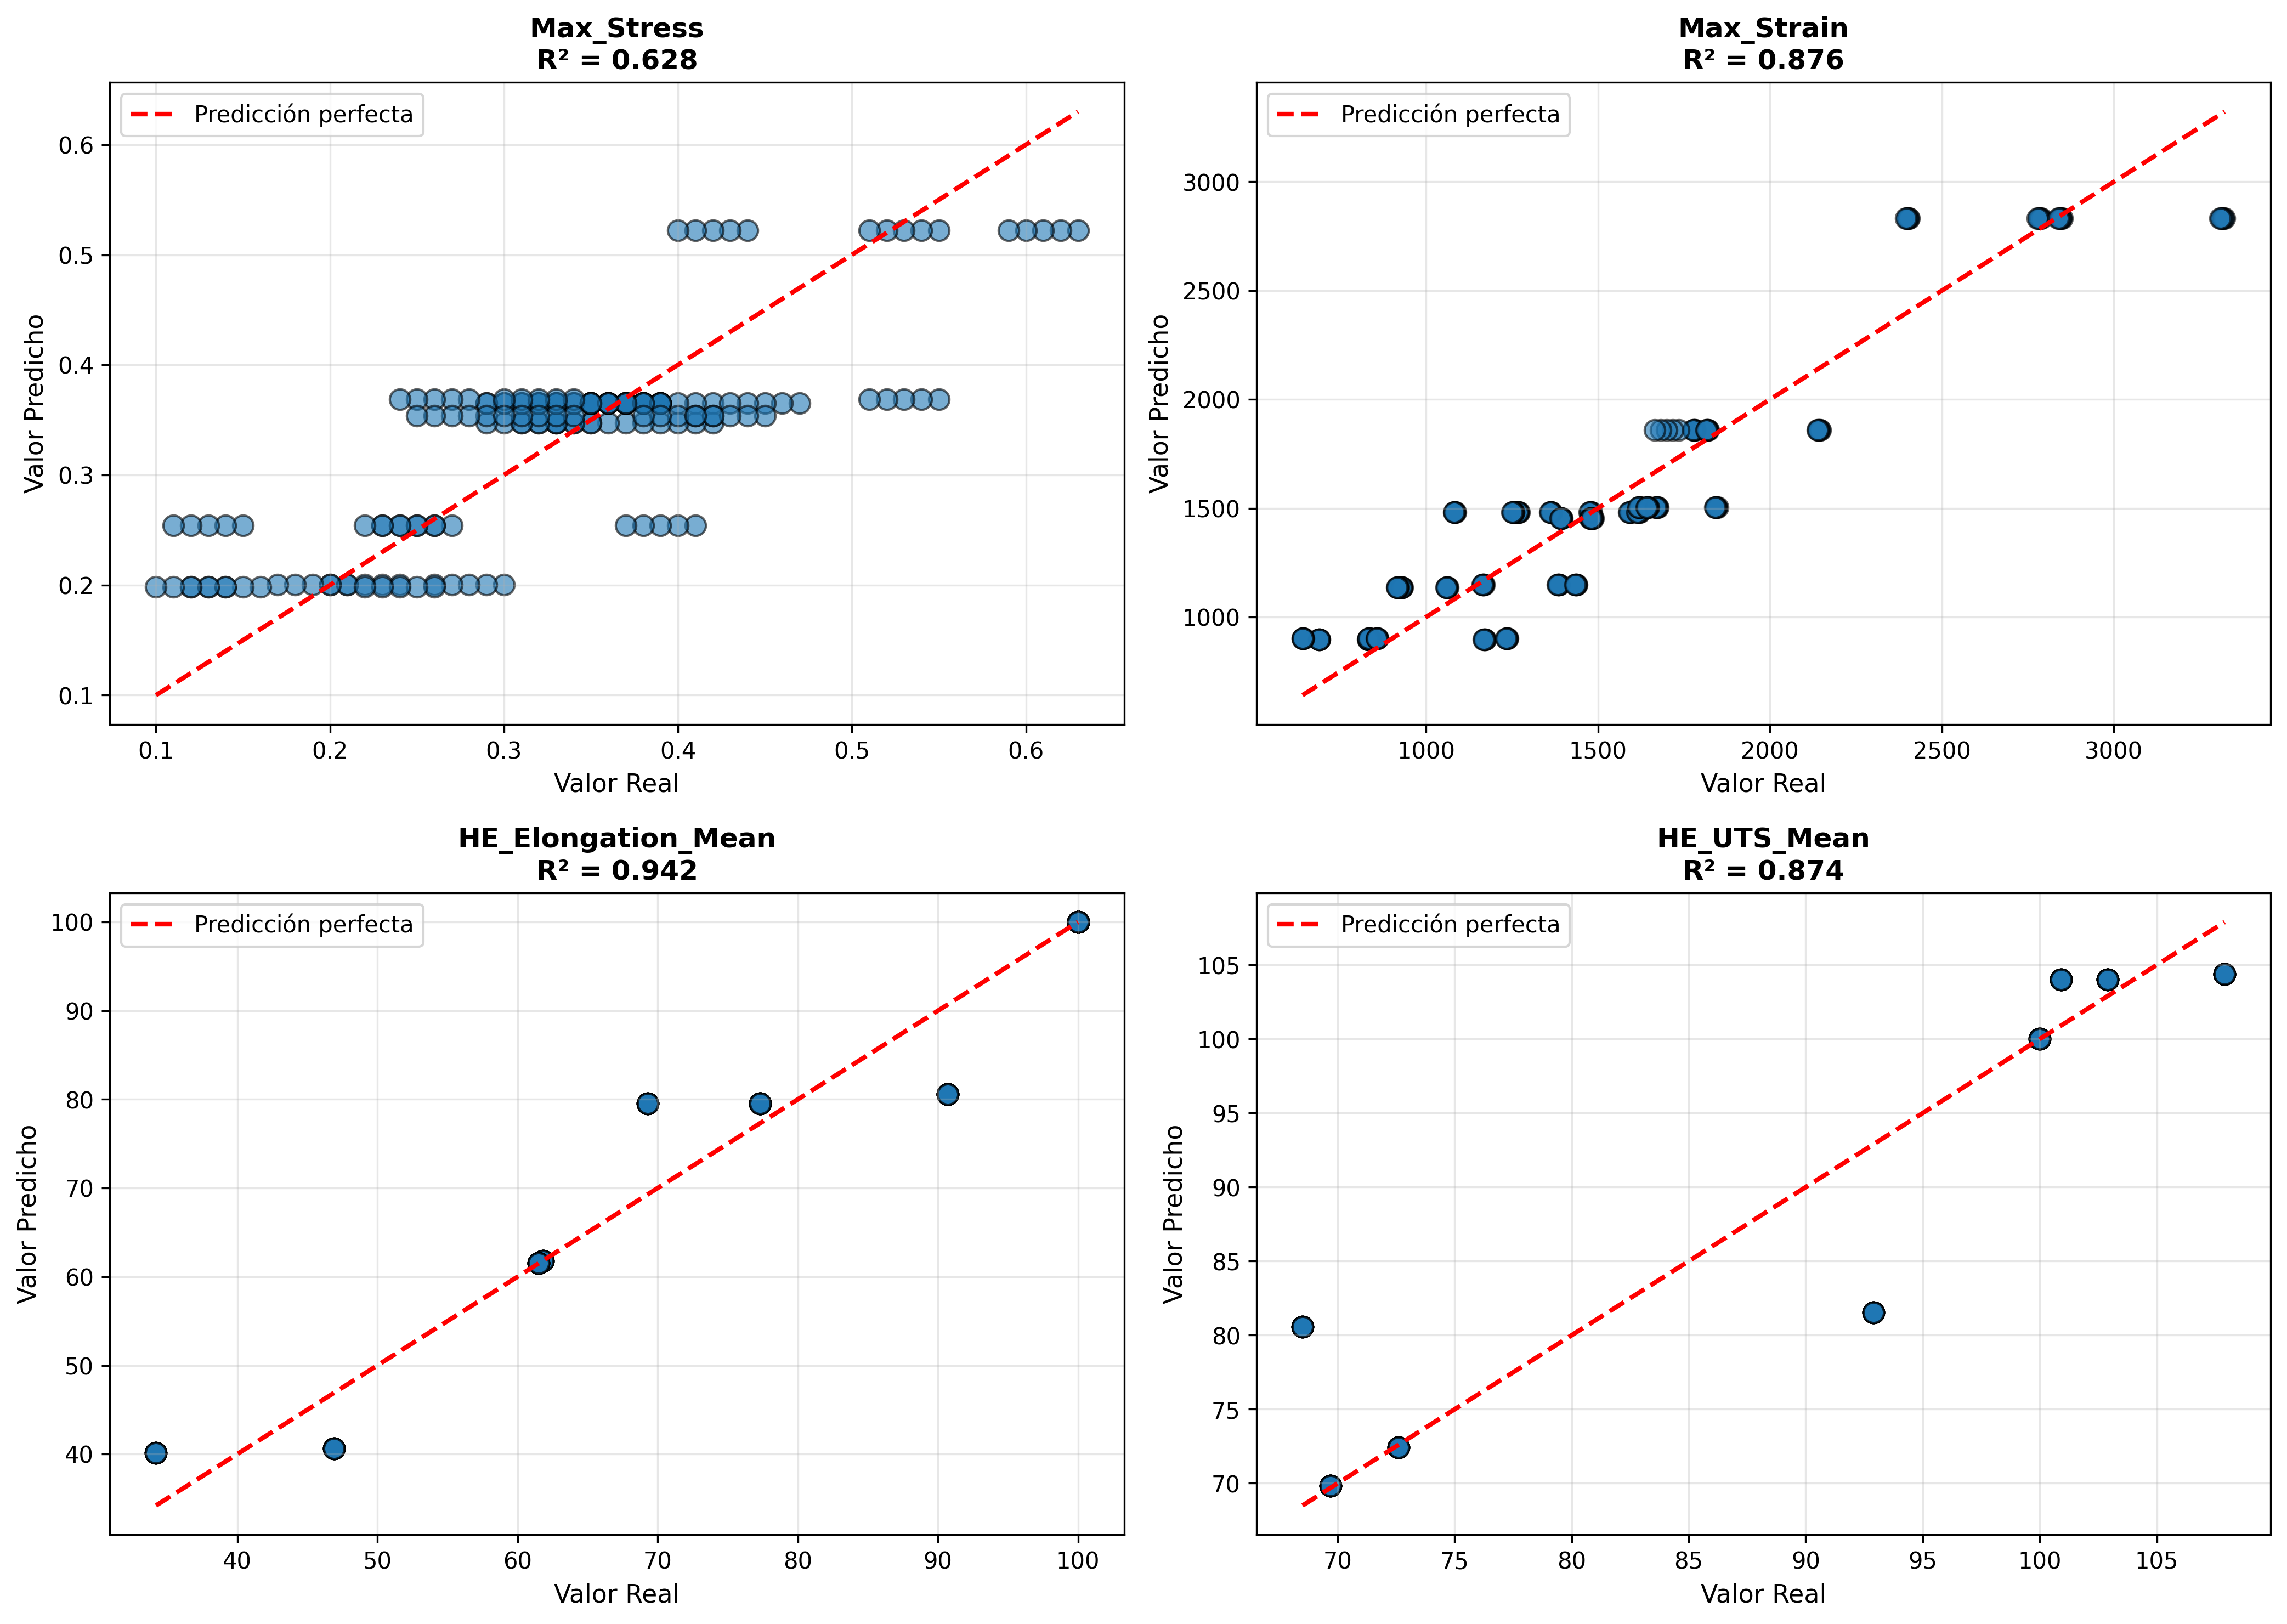 Max_Stress
R² = 0.628
Predicción perfecta
Valor Predicho
0.6
0.5
0.4
0.3
0.2
0.1
0.1 0.2 0.3 0.4 0.5 0.6
Valor Real
Max_Strain
R² = 0.876
Predicción perfecta
Valor Predicho
3000
2500
2000
1500
1000
1000 1500 2000 2500 3000
Valor Real
HE_Elongation_Mean
R² = 0.942
Predicción perfecta
Valor Predicho
100
90
80
70
60
50
40
40 50 60 70 80 90 100
Valor Real
HE_UTS_Mean
R² = 0.874
Predicción perfecta
Valor Predicho
105
100
95
90
85
80
75
70
70 75 80 85 90 95 100 105
Valor Real